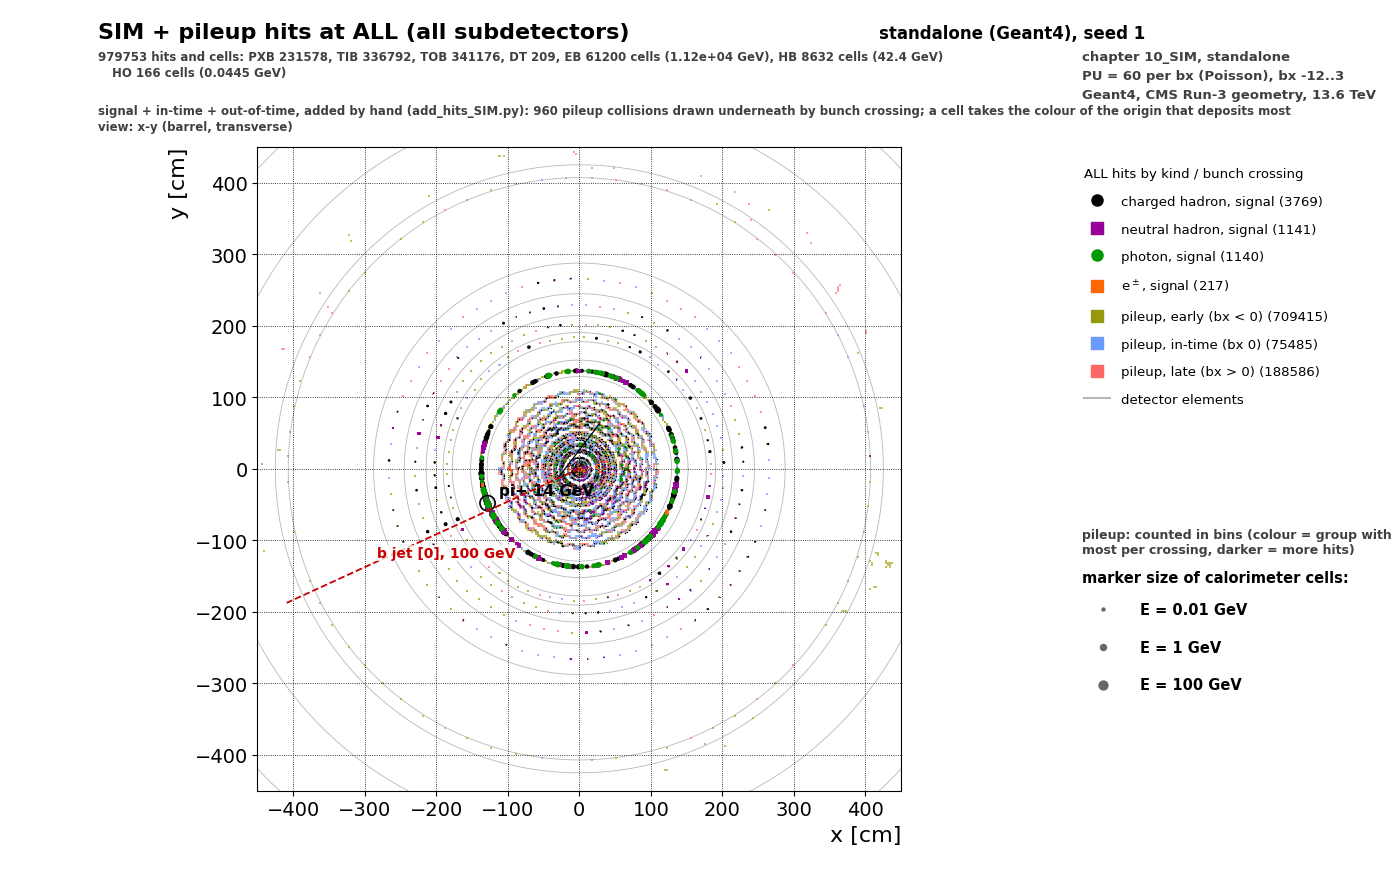 SIM + pileup hits at ALL (all subdetectors)
standalone (Geant4), seed 1
979753 hits and cells: PXB 231578, TIB 336792, TOB 341176, DT 209, EB 61200 cells (1.12e+04 GeV), HB 8632 cells (42.4 GeV)
HO 166 cells (0.0445 GeV)
chapter 10_SIM, standalone
PU = 60 per bx (Poisson), bx -12..3
Geant4, CMS Run-3 geometry, 13.6 TeV
signal + in-time + out-of-time, added by hand (add_hits_SIM.py): 960 pileup collisions drawn underneath by bunch crossing; a cell takes the colour of the origin that deposits most
view: x-y (barrel, transverse)
y [cm]
400
300
200
100
0
−100
−200
−300
−400
pi+ 14 GeV
b jet [0], 100 GeV
−400 −300 −200 −100 0 100 200 300 400
x [cm]
ALL hits by kind / bunch crossing
charged hadron, signal (3769)
neutral hadron, signal (1141)
photon, signal (1140)
e±, signal (217)
pileup, early (bx < 0) (709415)
pileup, in-time (bx 0) (75485)
pileup, late (bx > 0) (188586)
detector elements
pileup: counted in bins (colour = group with
most per crossing, darker = more hits)
marker size of calorimeter cells:
E = 0.01 GeV
E = 1 GeV
E = 100 GeV